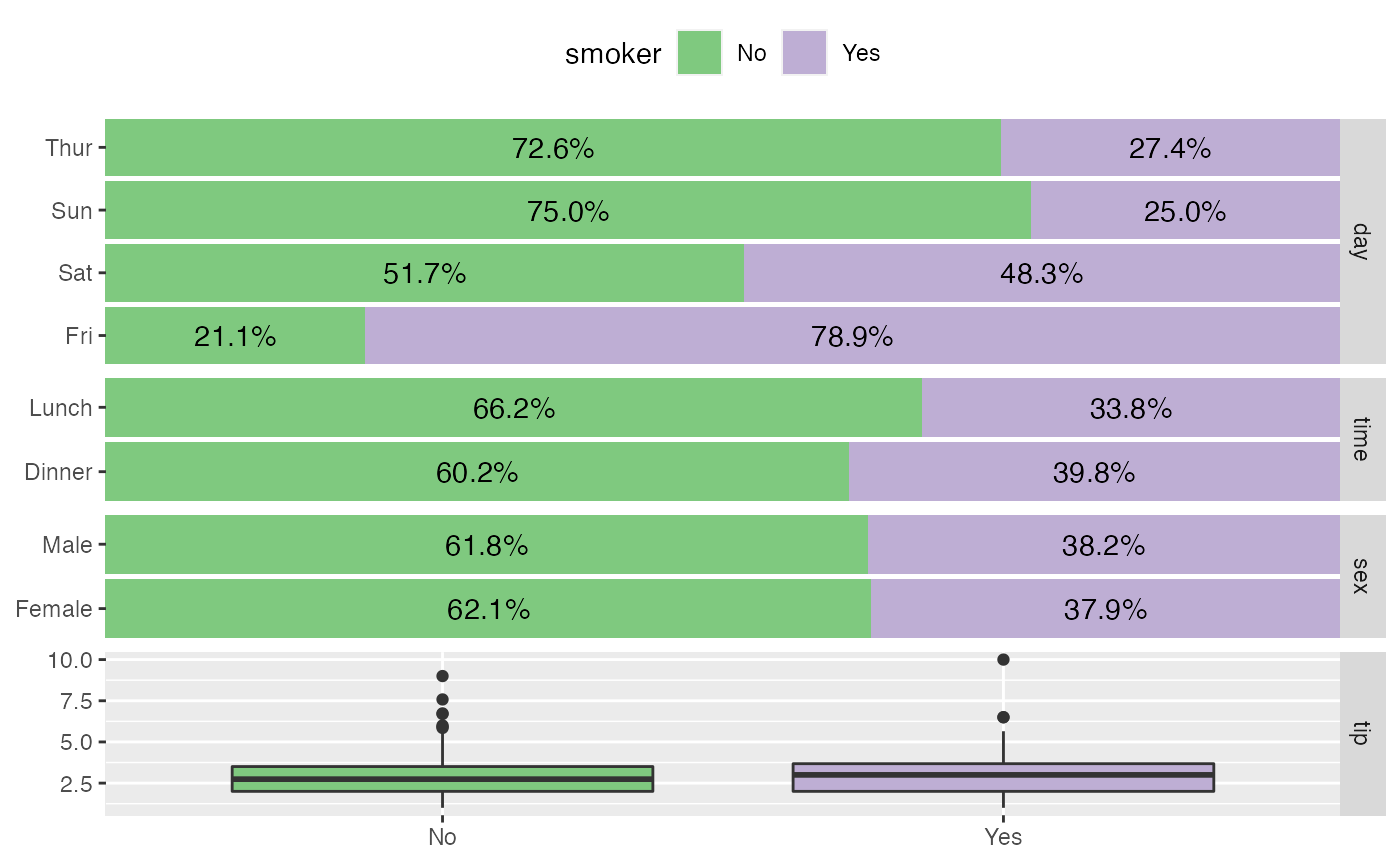 smoker No Yes
Thur 72.6% 27.4%
Sun 75.0% 25.0%
Sat 51.7% 48.3%
Fri 21.1% 78.9%
day
Lunch 66.2% 33.8%
Dinner 60.2% 39.8%
time
Male 61.8% 38.2%
Female 62.1% 37.9%
sex
10.0
7.5
5.0
2.5
tip
No Yes